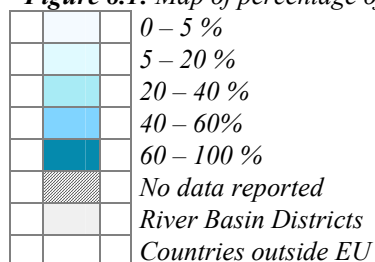 Figure 6.1: Map of percentage of
0 – 5 %
5 – 20 %
20 – 40 %
40 – 60%
60 – 100 %
No data reported
River Basin Districts
Countries outside EU